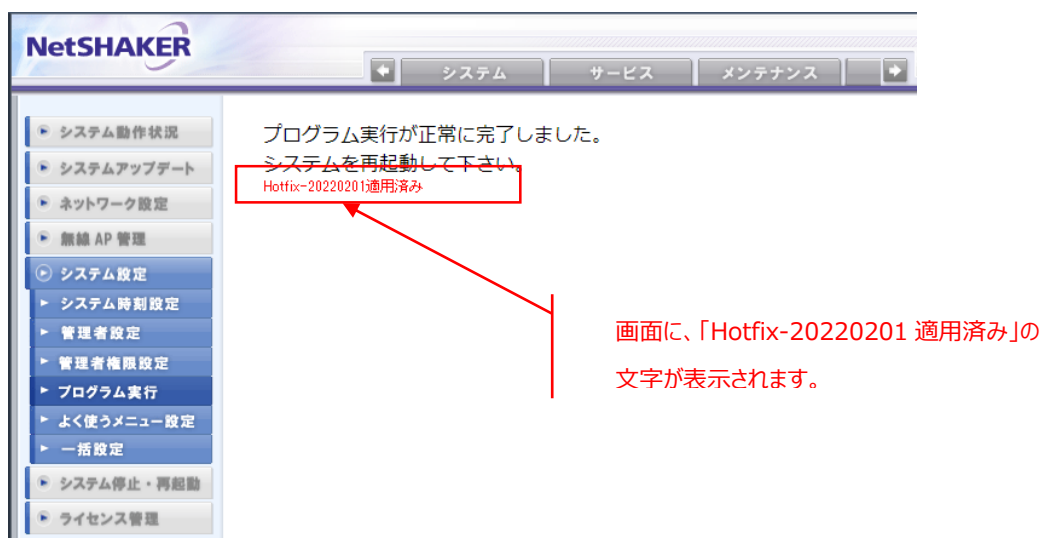 NetSHAKER
システム サービス メンテナンス
システム動作状況
システムアップデート
ネットワーク設定
無線 AP 管理
システム設定
システム時刻設定
管理者設定
管理者権限設定
プログラム実行
よく使うメニュー設定
一括設定
システム停止・再起動
ライセンス管理
プログラム実行が正常に完了しました。
システムを再起動して下さい。
Hotfix-20220201適用済み
画面に、「Hotfix-20220201 適用済み」の
文字が表示されます。